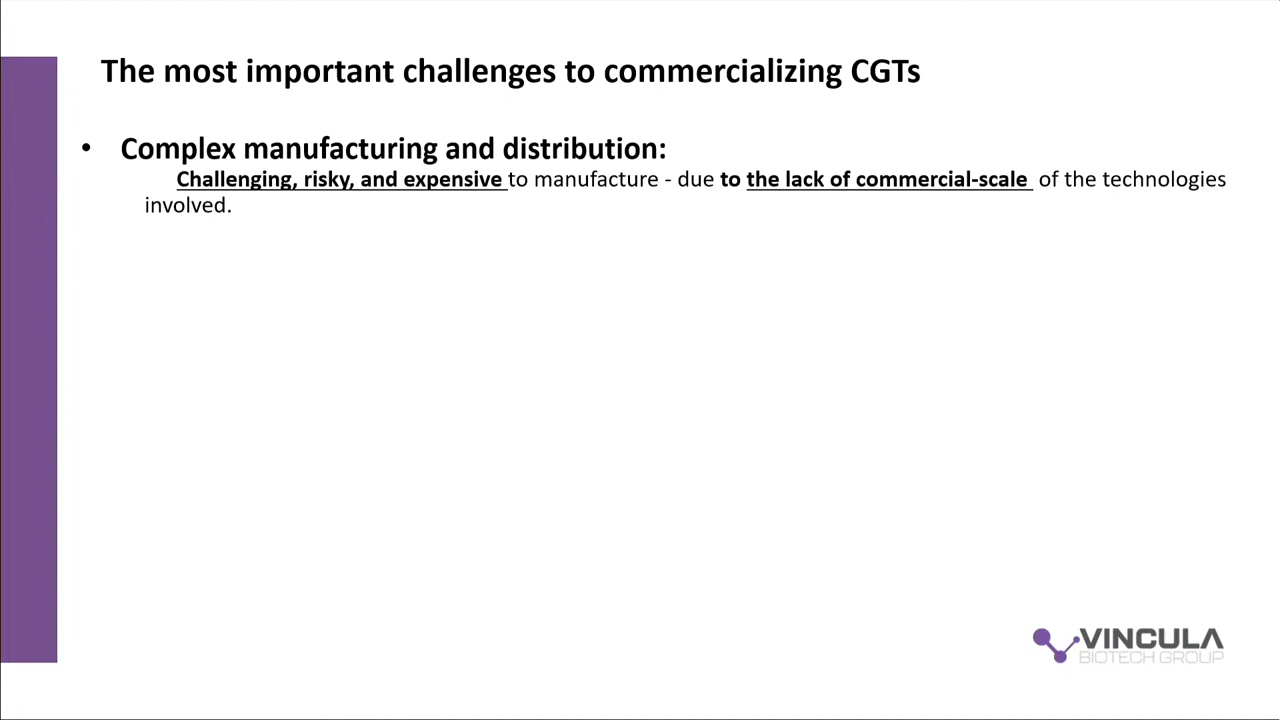 The most important challenges to commercializing CGTs
• Complex manufacturing and distribution:
Challenging, risky, and expensive to manufacture - due to the lack of commercial-scale of the technologies
involved.
VINCULA
BIOTECH GROUP